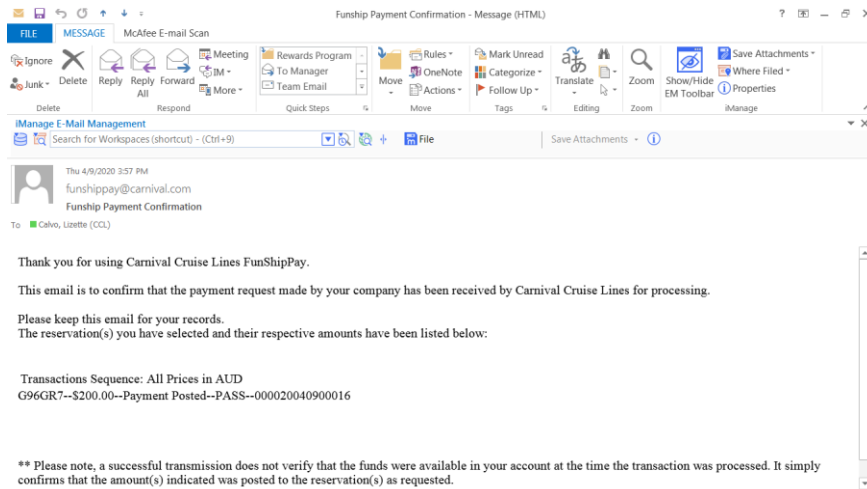 Funship Payment Confirmation - Message (HTML)
FILE MESSAGE McAfee E-mail Scan
Ignore
Junk
Delete
Reply
Reply All
Forward
Meeting
IM
More
Rewards Program
To Manager
Team Email
Move
Rules
OneNote
Actions
Mark Unread
Categorize
Follow Up
Translate
Zoom
Show/Hide EM Toolbar
Save Attachments
Where Filed
Properties
Delete Respond Quick Steps Move Tags Editing Zoom iManage
iManage E-Mail Management
Search for Workspaces (shortcut) - (Ctrl+9) File Save Attachments
Thu 4/9/2020 3:57 PM
funshippay@carnival.com
Funship Payment Confirmation
To Calvo, Lizette (CCL)
Thank you for using Carnival Cruise Lines FunShipPay.
This email is to confirm that the payment request made by your company has been received by Carnival Cruise Lines for processing.
Please keep this email for your records.
The reservation(s) you have selected and their respective amounts have been listed below:
Transactions Sequence: All Prices in AUD
G96GR7--$200.00--Payment Posted--PASS--000020040900016
** Please note, a successful transmission does not verify that the funds were available in your account at the time the transaction was processed. It simply
confirms that the amount(s) indicated was posted to the reservation(s) as requested.